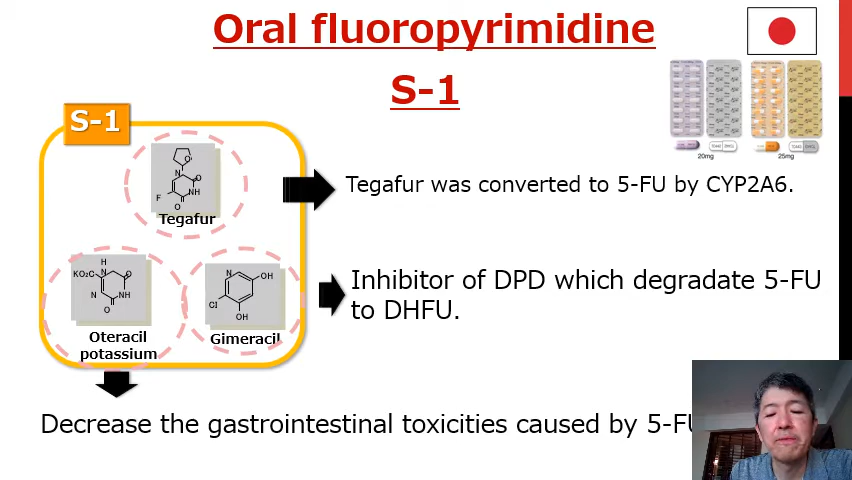 Oral fluoropyrimidine
S-1
S-1
20mg
25mg
O
N
O
NH
F
O
Tegafur
Tegafur was converted to 5-FU by CYP2A6.
H
KO₂C
N
O
N
NH
O
Oteracil
potassium
N
OH
Cl
OH
Gimeracil
Inhibitor of DPD which degradate 5-FU
to DHFU.
Decrease the gastrointestinal toxicities caused by 5-FU